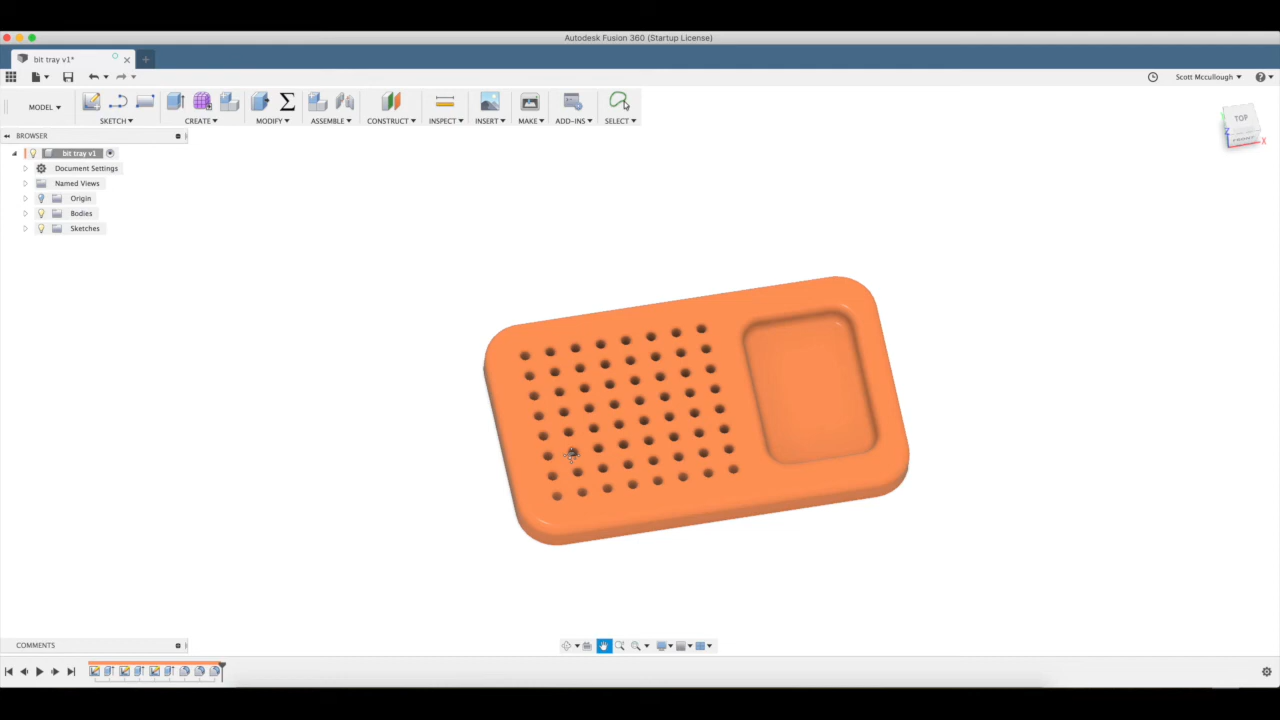 Autodesk Fusion 360 (Startup License)
bit tray v1*
Scott Mccullough
MODEL
SKETCH
CREATE
MODIFY
ASSEMBLE
CONSTRUCT
INSPECT
INSERT
MAKE
ADD-INS
SELECT
TOP
Z
X
BROWSER
bit tray v1
Document Settings
Named Views
Origin
Bodies
Sketches
COMMENTS